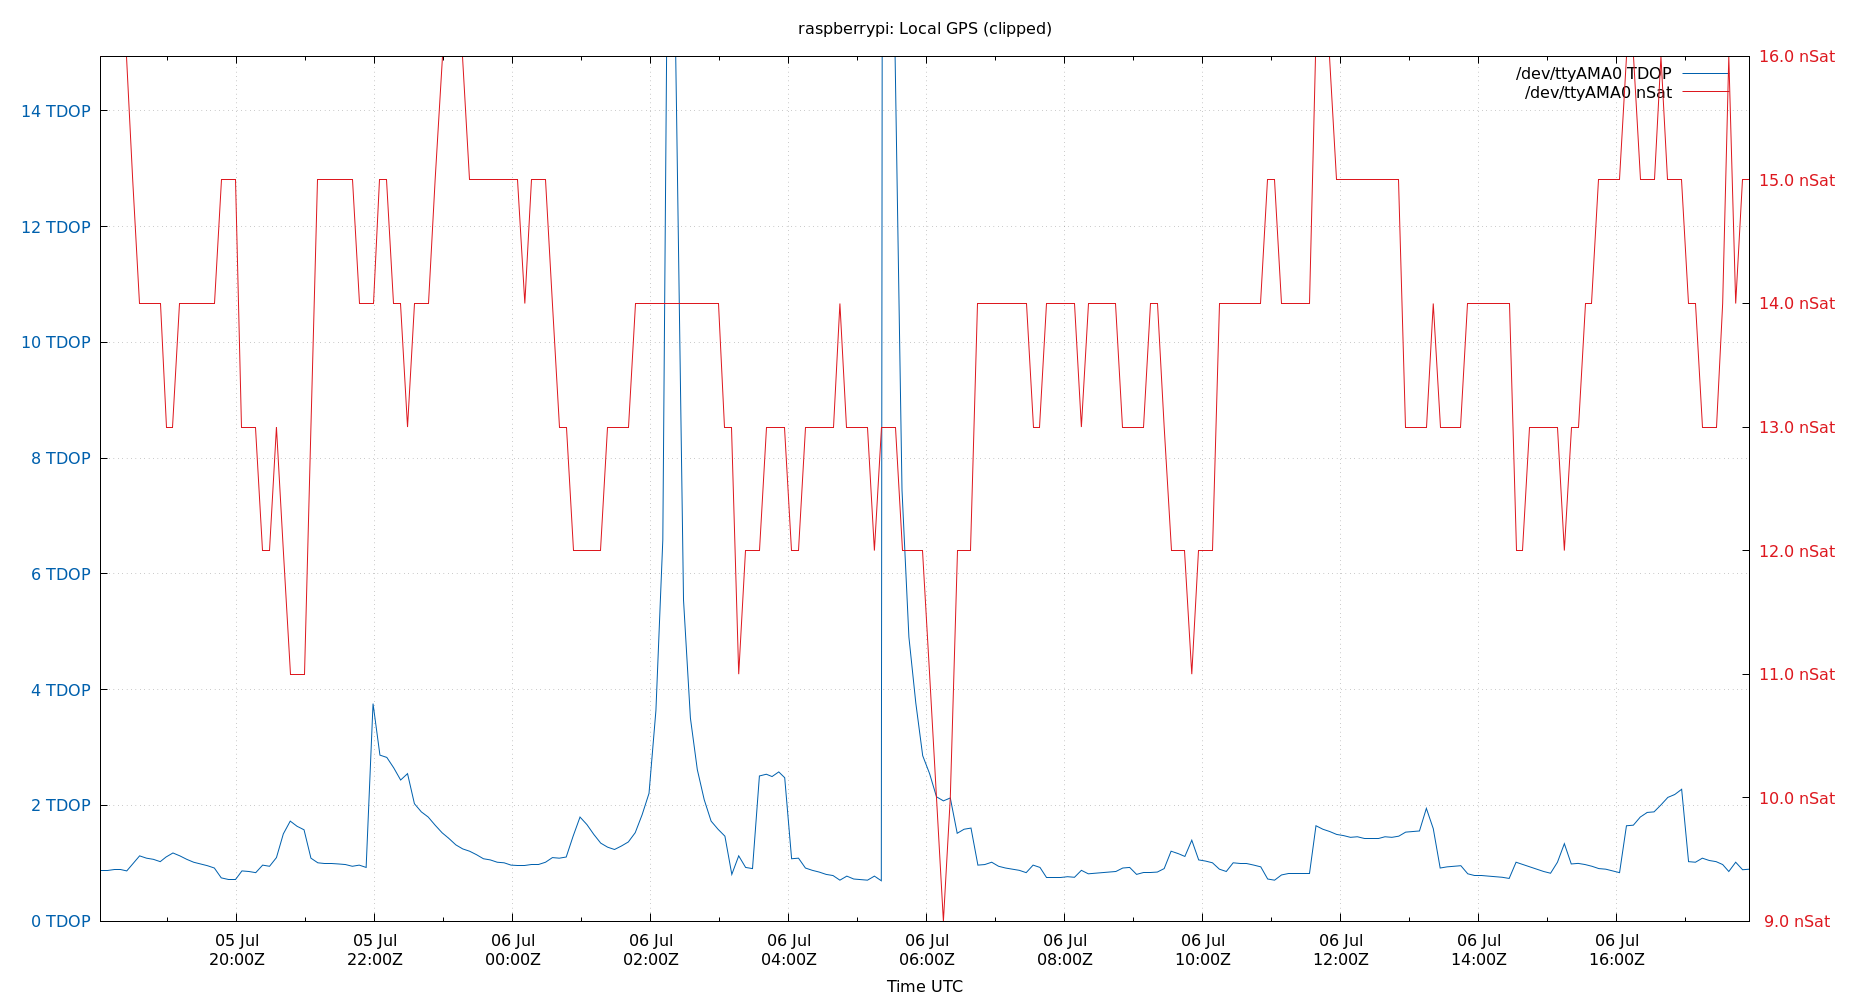 raspberrypi: Local GPS (clipped)
16.0 nSat
/dev/ttyAMA0 TDOP
/dev/ttyAMA0 nSat
14 TDOP
15.0 nSat
12 TDOP
14.0 nSat
10 TDOP
13.0 nSat
8 TDOP
12.0 nSat
6 TDOP
11.0 nSat
4 TDOP
10.0 nSat
2 TDOP
0 TDOP
9.0 nSat
05 Jul 05 Jul 06 Jul 06 Jul 06 Jul 06 Jul 06 Jul 06 Jul 06 Jul 06 Jul 06 Jul
20:00Z 22:00Z 00:00Z 02:00Z 04:00Z 06:00Z 08:00Z 10:00Z 12:00Z 14:00Z 16:00Z
Time UTC